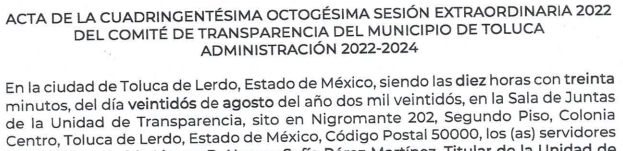 ACTA DE LA CUADRINGENTÉSIMA OCTOGÉSIMA SESIÓN EXTRAORDINARIA 2022
DEL COMITÉ DE TRANSPARENCIA DEL MUNICIPIO DE TOLUCA
ADMINISTRACIÓN 2022-2024
En la ciudad de Toluca de Lerdo, Estado de México, siendo las diez horas con treinta
minutos, del día veintidós de agosto del año dos mil veintidós, en la Sala de Juntas
de la Unidad de Transparencia, sito en Nigromante 202, Segundo Piso, Colonia
Centro, Toluca de Lerdo, Estado de México, Código Postal 50000, los (as) servidores
Pérez Martínez, Titular de la Unidad de